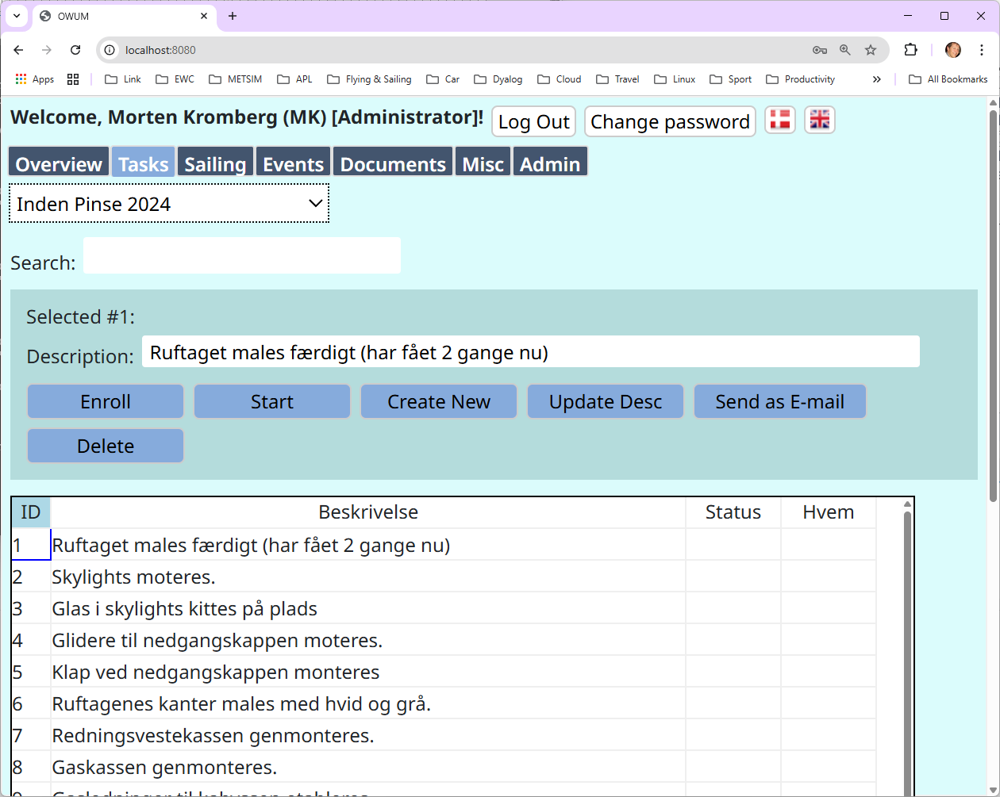 OWUM
localhost:8080
Apps Link EWC METSIM APL Flying & Sailing Car Dyalog Cloud Travel Linux Sport Productivity » All Bookmarks
Welcome, Morten Kromberg (MK) [Administrator]! Log Out Change password
Overview Tasks Sailing Events Documents Misc Admin
Inden Pinse 2024
Search:
Selected #1:
Description: Ruftaget males færdigt (har fået 2 gange nu)
Enroll Start Create New Update Desc Send as E-mail
Delete
ID Beskrivelse Status Hvem
1 Ruftaget males færdigt (har fået 2 gange nu)
2 Skylights moteres.
3 Glas i skylights kittes på plads
4 Glidere til nedgangskappen moteres.
5 Klap ved nedgangskappen monteres
6 Ruftagenes kanter males med hvid og grå.
7 Redningsvestekassen genmonteres.
8 Gaskassen genmonteres.